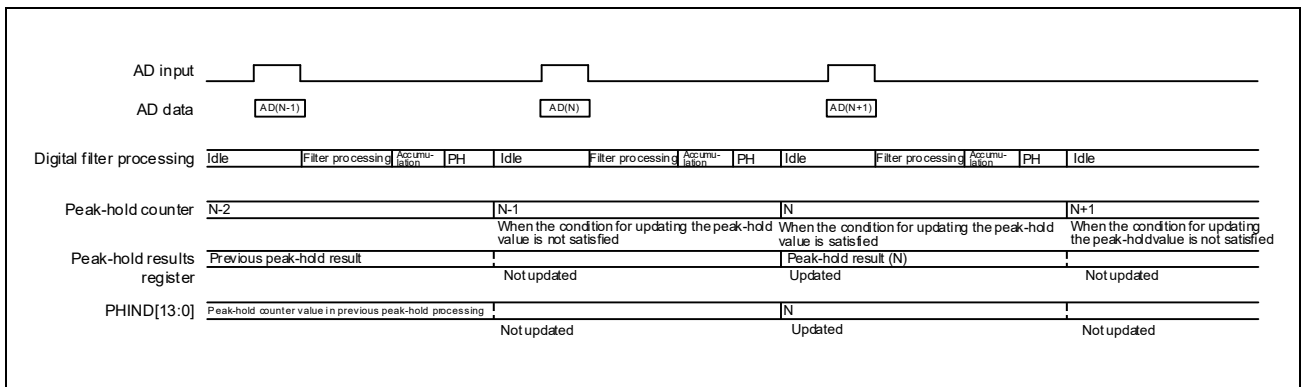 AD input
AD data
AD(N-1)
AD(N)
AD(N+1)
Digital filter processing
Idle
Filter processing
Accumu-
lation
PH
Idle
Filter processing
Accumu-
lation
PH
Idle
Filter processing
Accumu-
lation
PH
Idle
Peak-hold counter
N-2
N-1
N
N+1
When the condition for updating the peak-hold
value is not satisfied
When the condition for updating the peak-hold
value is satisfied
When the condition for updating
the peak-holdvalue is not satisfied
Peak-hold results
register
Previous peak-hold result
Not updated
Peak-hold result (N)
Updated
Not updated
PHIND[13:0]
Peak-hold counter value in previous peak-hold processing
Not updated
N
Updated
Not updated